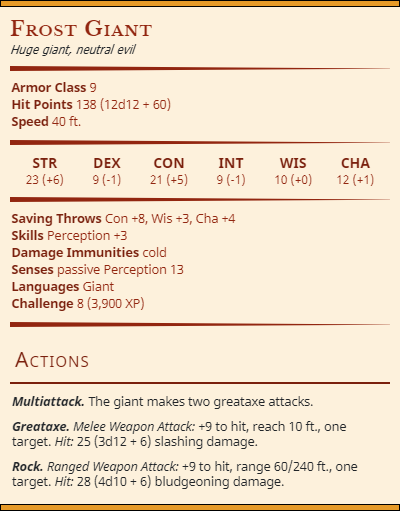 Frost Giant
Huge giant, neutral evil
Armor Class 9
Hit Points 138 (12d12 + 60)
Speed 40 ft.
STR DEX CON INT WIS CHA
23 (+6) 9 (-1) 21 (+5) 9 (-1) 10 (+0) 12 (+1)
Saving Throws Con +8, Wis +3, Cha +4
Skills Perception +3
Damage Immunities cold
Senses passive Perception 13
Languages Giant
Challenge 8 (3,900 XP)
Actions
Multiattack. The giant makes two greataxe attacks.
Greataxe. Melee Weapon Attack: +9 to hit, reach 10 ft., one
target. Hit: 25 (3d12 + 6) slashing damage.
Rock. Ranged Weapon Attack: +9 to hit, range 60/240 ft., one
target. Hit: 28 (4d10 + 6) bludgeoning damage.